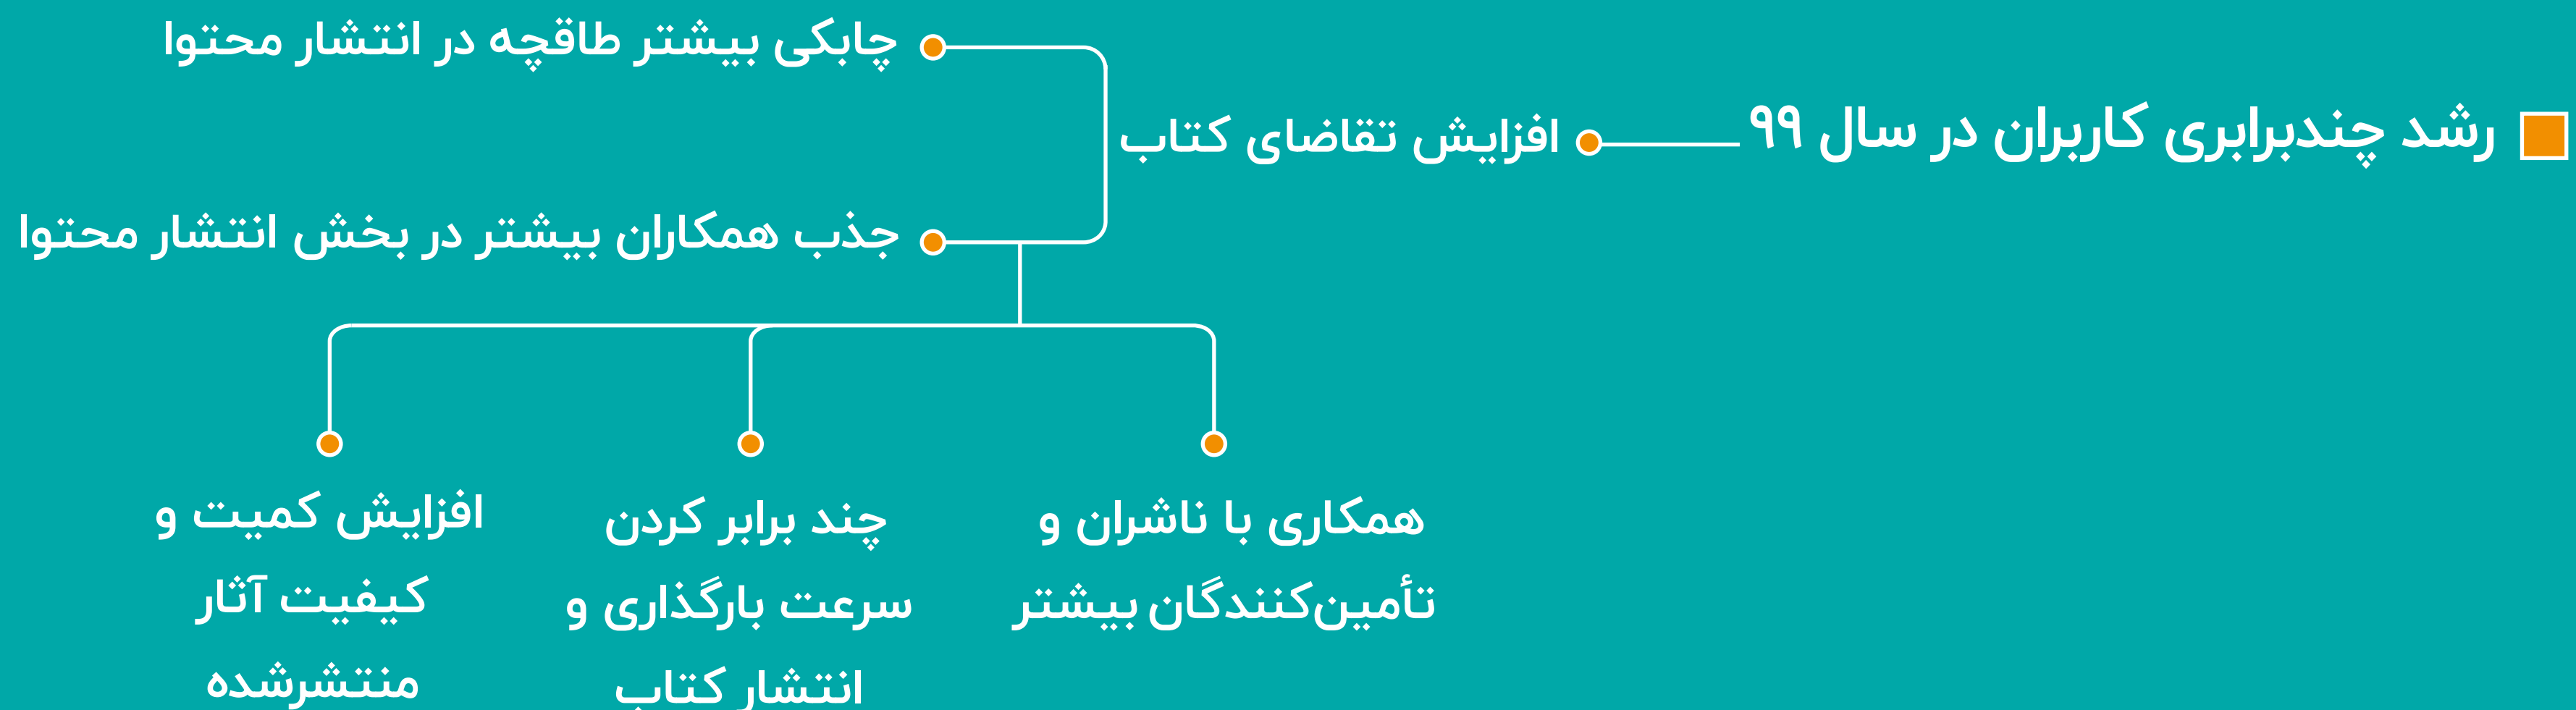 رشد چندبرابری کاربران در سال ۹۹
افزایش تقاضای کتاب
چابکی بیشتر طاقچه در انتشار محتوا
جذب همکاران بیشتر در بخش انتشار محتوا
همکاری با ناشران و
تأمین‌کنندگان بیشتر
چند برابر کردن
سرعت بارگذاری و
انتشار کتاب
افزایش کمیت و
کیفیت آثار
منتشرشده